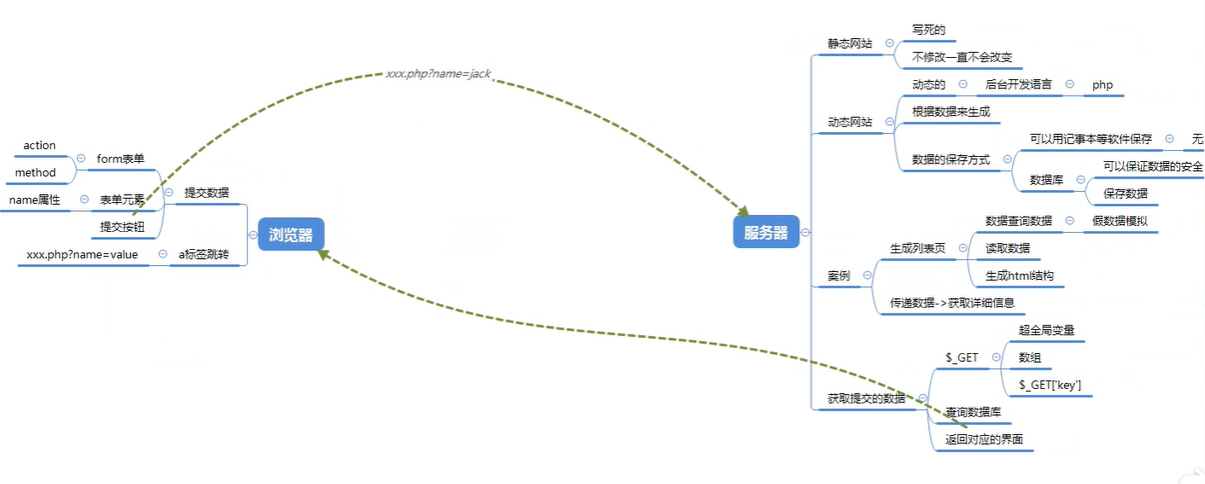 xxx.php?name=jack
action
method
form表单
name属性
表单元素
提交按钮
提交数据
xxx.php?name=value
a标签跳转
浏览器
服务器
静态网站
写死的
不修改一直不会改变
动态网站
动态的
后台开发语言
php
根据数据来生成
数据的保存方式
可以用记事本等软件保存
无
数据库
可以保证数据的安全
保存数据
案例
生成列表页
数据查询数据
假数据模拟
读取数据
生成html结构
传递数据->获取详细信息
获取提交的数据
$_GET
超全局变量
数组
$_GET['key']
查询数据库
返回对应的界面